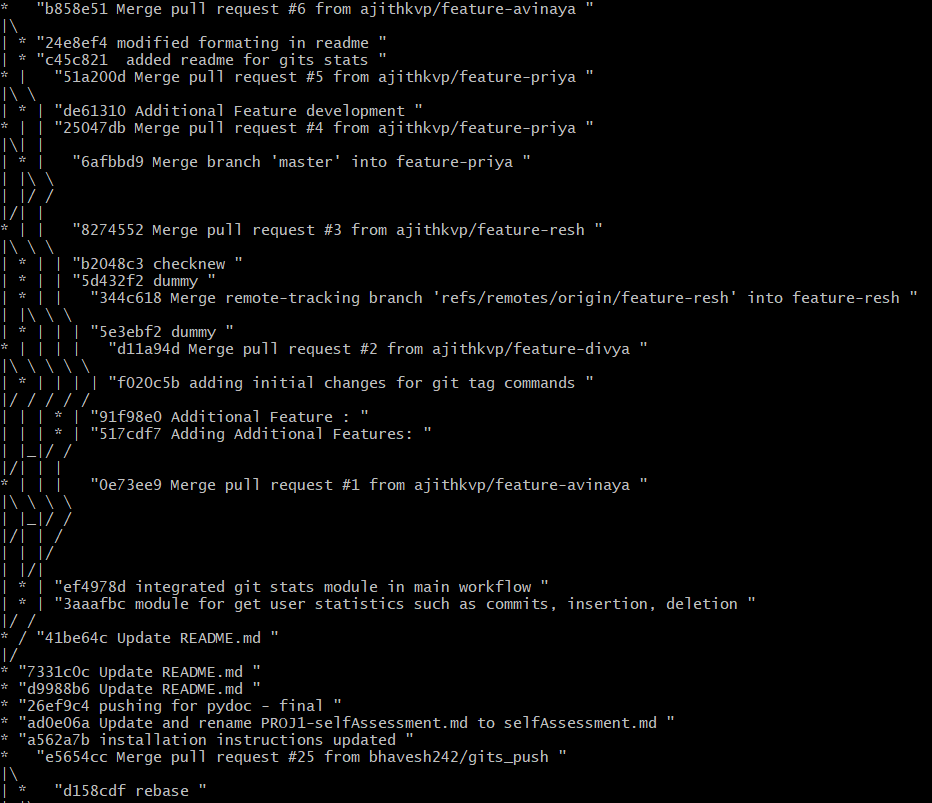 *   "b858e51 Merge pull request #6 from ajithkvp/feature-avinaya "
|\
| * "24e8ef4 modified formating in readme "
| * "c45c821  added readme for gits stats "
* |   "51a200d Merge pull request #5 from ajithkvp/feature-priya "
|\ \
| * | "de61310 Additional Feature development "
* | | "25047db Merge pull request #4 from ajithkvp/feature-priya "
|\| |
| * |   "6afbbd9 Merge branch 'master' into feature-priya "
| |\ \
| |/ /
|/| |
* | |   "8274552 Merge pull request #3 from ajithkvp/feature-resh "
|\ \ \
| * | | "b2048c3 checknew "
| * | | "5d432f2 dummy "
| * | |   "344c618 Merge remote-tracking branch 'refs/remotes/origin/feature-resh' into feature-resh "
| |\ \ \
| * | | | "5e3ebf2 dummy "
* | | | |   "d11a94d Merge pull request #2 from ajithkvp/feature-divya "
|\ \ \ \ \
| * | | | | "f020c5b adding initial changes for git tag commands "
|/ / / / /
| | | * | "91f98e0 Additional Feature : "
| | | * | "517cdf7 Adding Additional Features: "
| |_|/ /
|/| | |
* | | |   "0e73ee9 Merge pull request #1 from ajithkvp/feature-avinaya "
|\ \ \ \
| |_|/ /
|/| | /
| | |/
| |/|
| * | "ef4978d integrated git stats module in main workflow "
| * | "3aaafbc module for get user statistics such as commits, insertion, deletion "
|/ /
* / "41be64c Update README.md "
|/
* "7331c0c Update README.md "
* "d9988b6 Update README.md "
* "26ef9c4 pushing for pydoc - final "
* "ad0e06a Update and rename PROJ1-selfAssessment.md to selfAssessment.md "
* "a562a7b installation instructions updated "
*   "e5654cc Merge pull request #25 from bhavesh242/gits_push "
|\
| *   "d158cdf rebase "